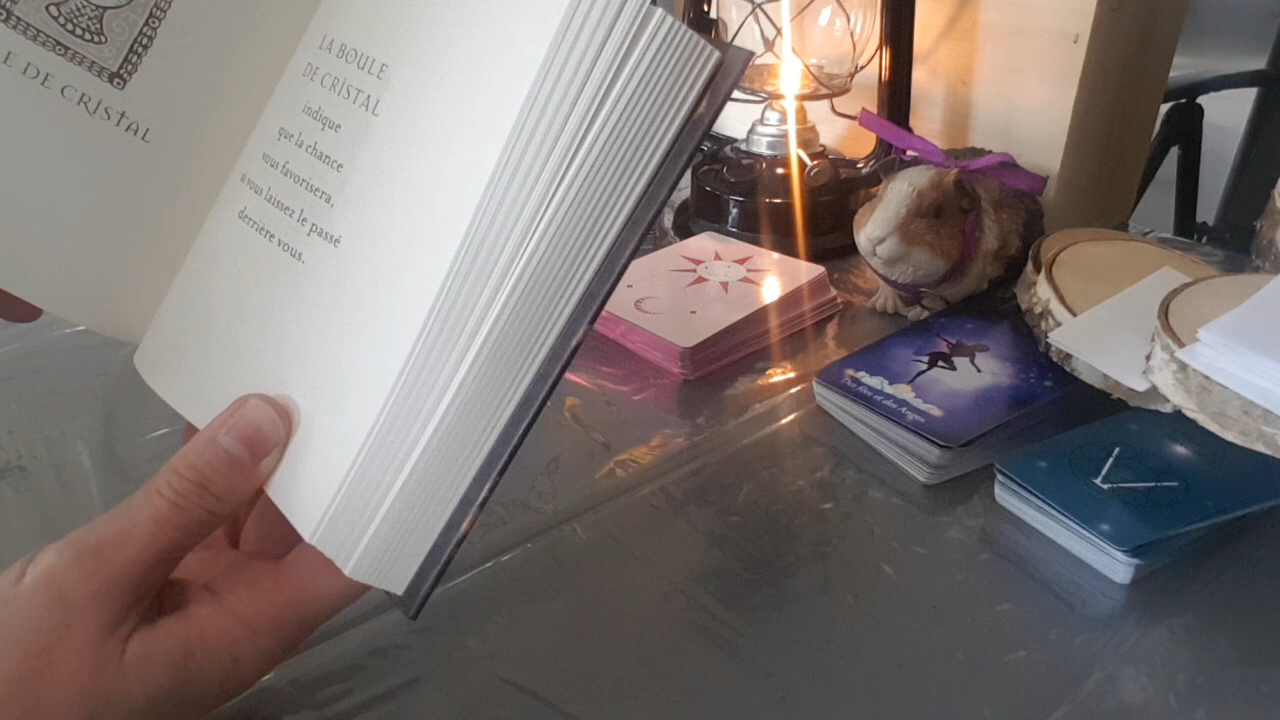 E DE CRISTAL
LA BOULE
DE CRISTAL
indique
que la chance
vous favorisera,
vous laissez le passé
derrière vous.
Des Fées et des Anges